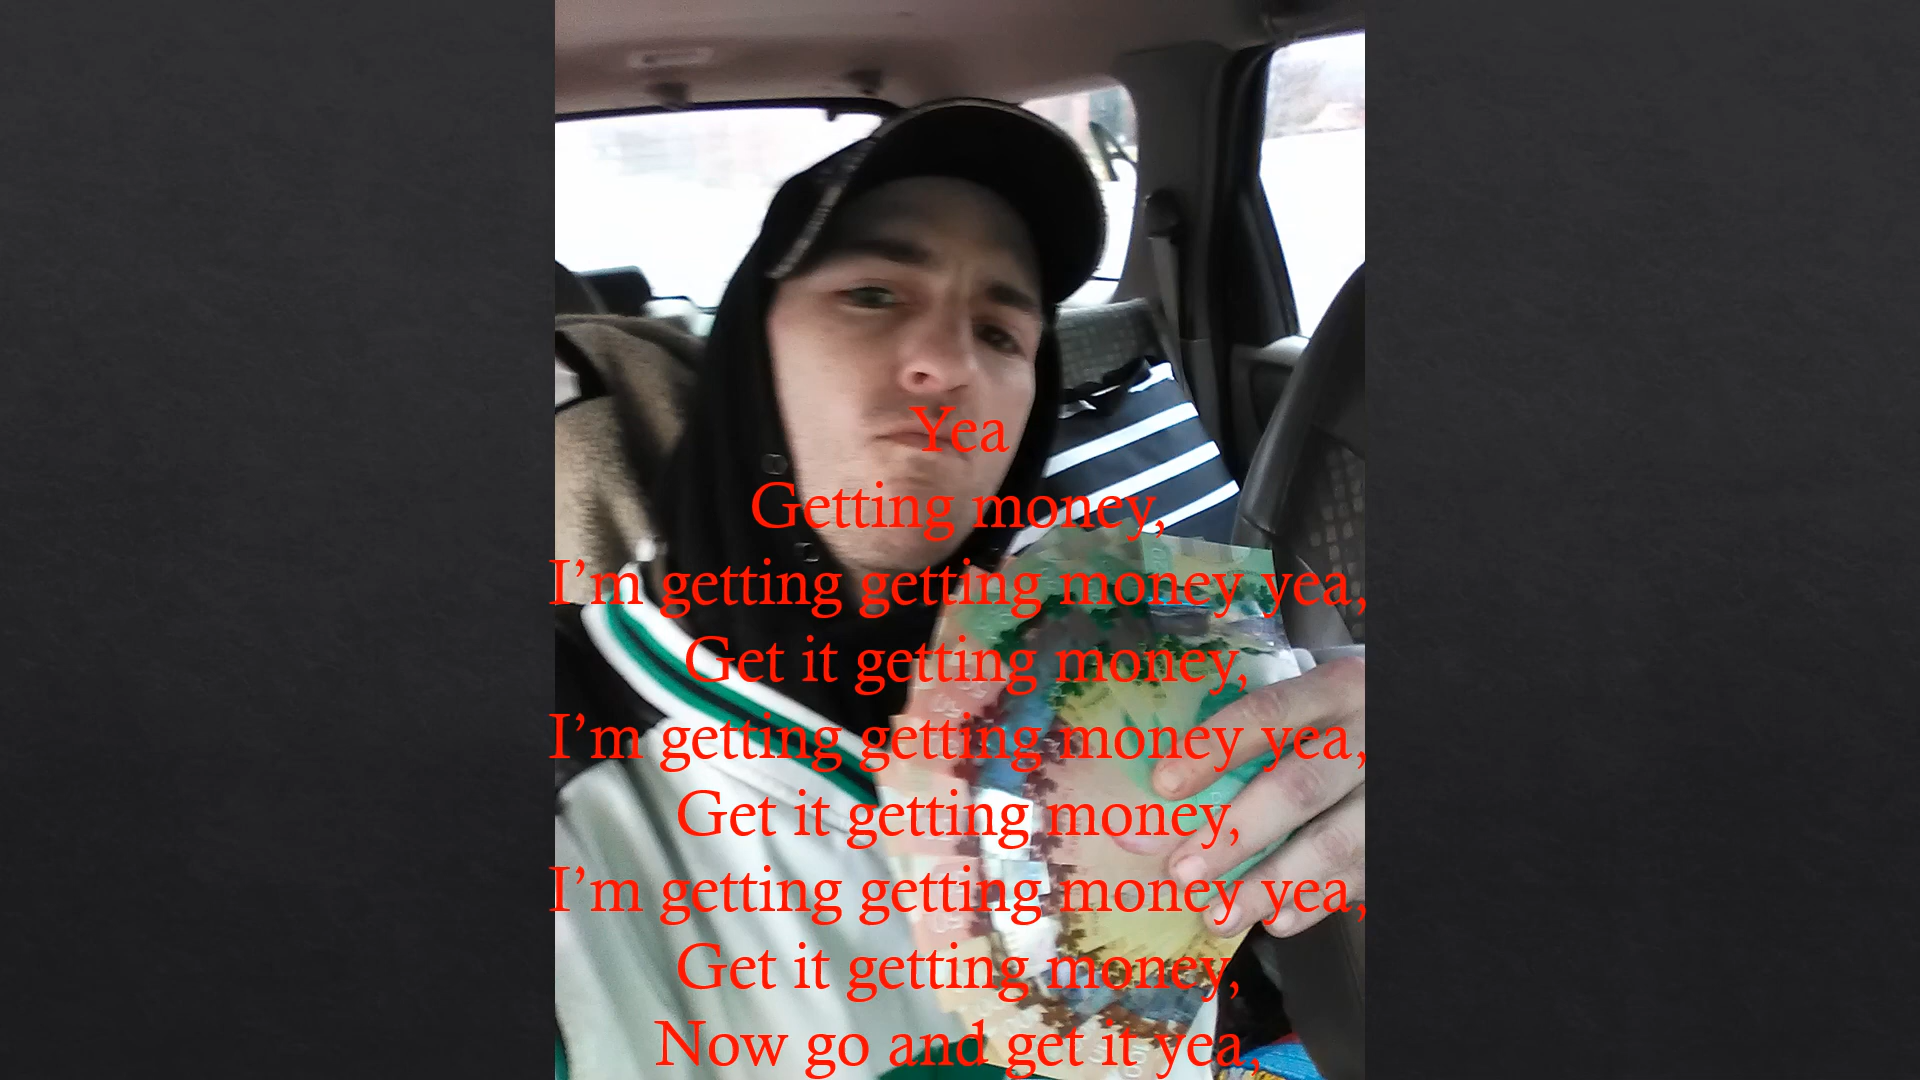 Yea
Getting money,
I’m getting getting money yea,
Get it getting money,
I’m getting getting money yea,
Get it getting money,
I’m getting getting money yea,
Get it getting money,
Now go and get it yea,